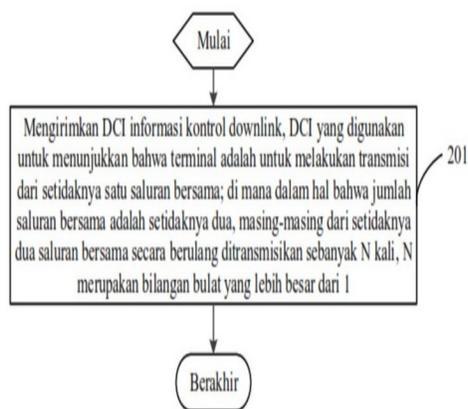 Mulai
Mengirimkan DCI informasi kontrol downlink, DCI yang digunakan
untuk menunjukkan bahwa terminal adalah untuk melakukan transmisi
dari setidaknya satu saluran bersama; di mana dalam hal bahwa jumlah
saluran bersama adalah setidaknya dua, masing-masing dari setidaknya
dua saluran bersama secara berulang ditransmisikan sebanyak N kali, N
merupakan bilangan bulat yang lebih besar dari 1
201
Berakhir